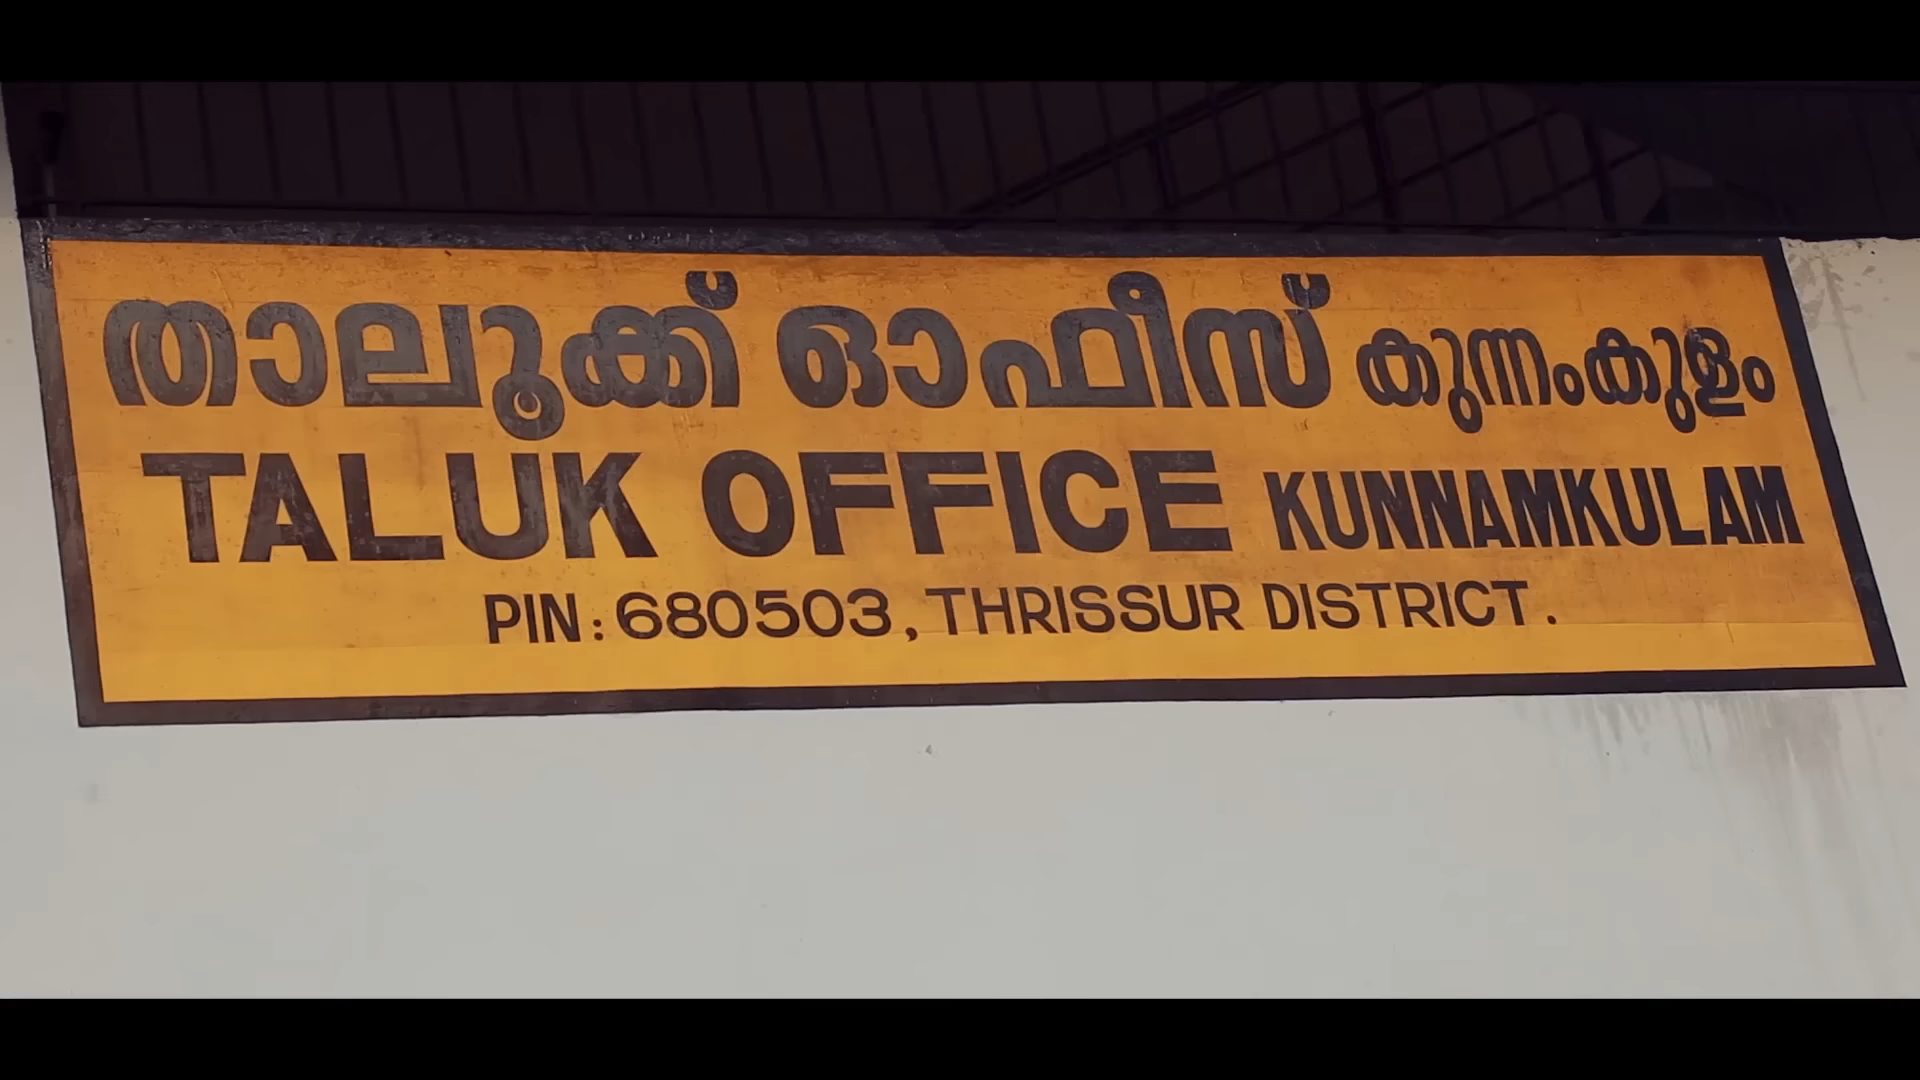 താലൂക്ക് ഓഫീസ് കുന്നംകുളം
TALUK OFFICE KUNNAMKULAM
PIN : 680503, THRISSUR DISTRICT.